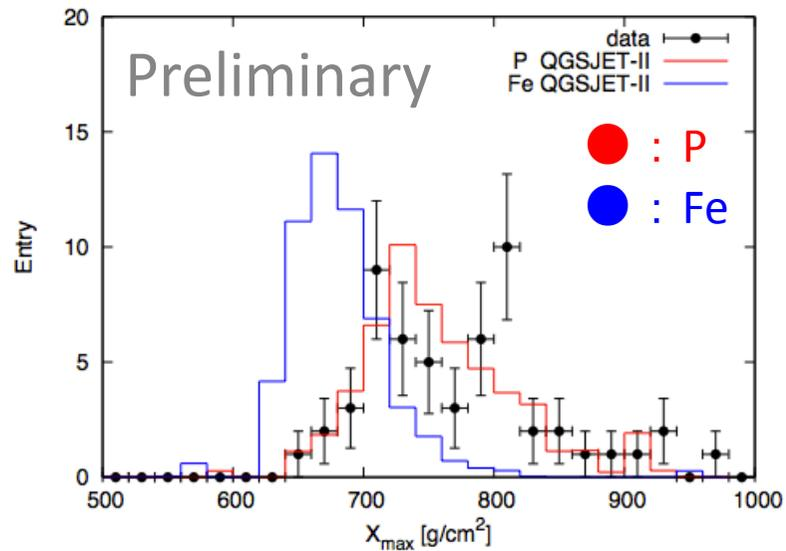 20
15
10
5
0
Entry
Preliminary
data
P QGSJET-II
Fe QGSJET-II
: P
: Fe
500 600 700 800 900 1000
Xmax [g/cm²]